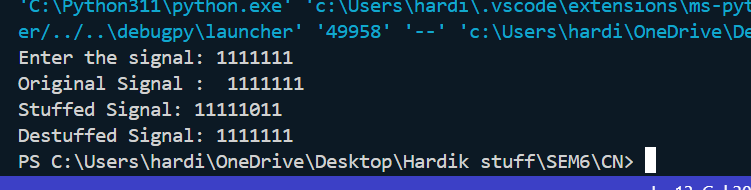 'C:\Python311\python.exe' 'c:\Users\hardi\.vscode\extensions\ms-pyt
er/../..\debugpy\launcher' '49958' '--' 'c:\Users\hardi\OneDrive\De
Enter the signal: 1111111
Original Signal :  1111111
Stuffed Signal: 11111011
Destuffed Signal: 1111111
PS C:\Users\hardi\OneDrive\Desktop\Hardik stuff\SEM6\CN>